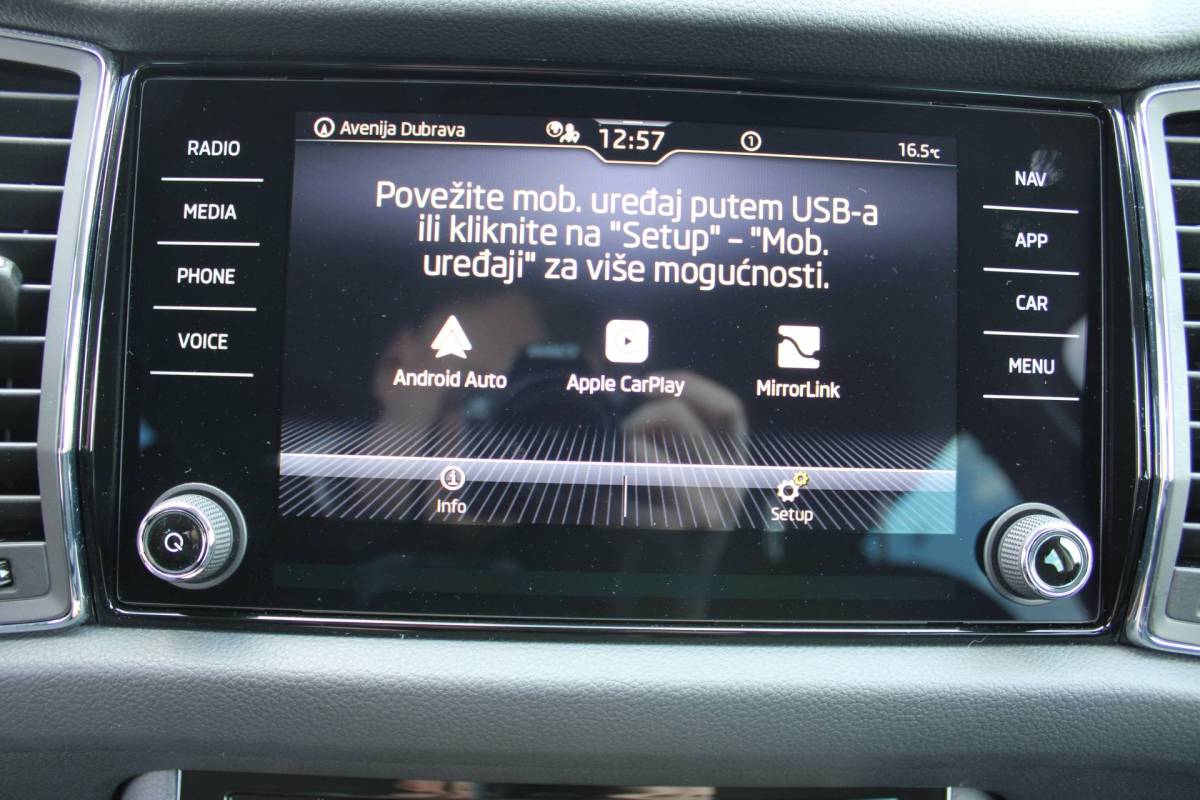 RADIO
MEDIA
PHONE
VOICE
Avenija Dubrava
12:57
1
16.5°C
Povežite mob. uređaj putem USB-a
ili kliknite na "Setup" - "Mob.
uređaji" za više mogućnosti.
Android Auto
Apple CarPlay
MirrorLink
Info
Setup
NAV
APP
CAR
MENU